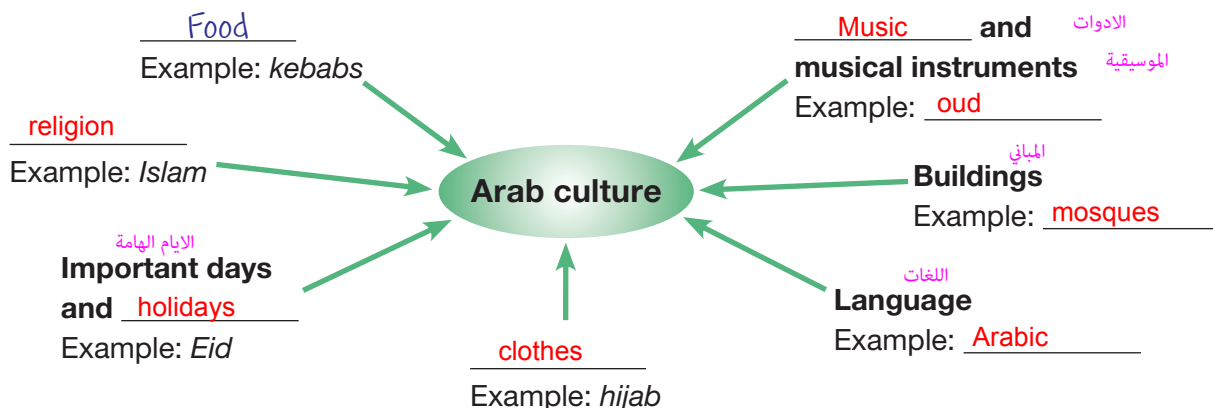 Food
Example: kebabs
religion
Example: Islam
الايام الهامة
Important days
and holidays
Example: Eid
Arab culture
clothes
Example: hijab
Music and الادوات
musical instruments الموسيقية
Example: oud
المباني
Buildings
Example: mosques
اللغات
Language
Example: Arabic